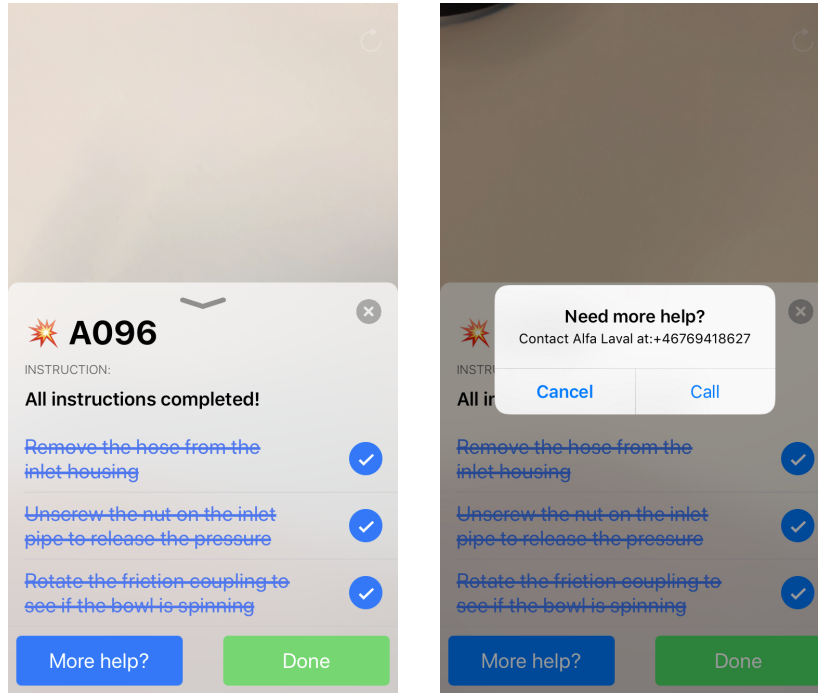 A096
INSTRUCTION:
All instructions completed!
Remove the hose from the
inlet housing
Unscrew the nut on the inlet
pipe to release the pressure
Rotate the friction coupling to
see if the bowl is spinning
More help?
Done
Need more help?
Contact Alfa Laval at:+46769418627
Cancel
Call
INSTR
All ir
Remove the hose from the
inlet housing
Unscrew the nut on the inlet
pipe to release the pressure
Rotate the friction coupling to
see if the bowl is spinning
More help?
Done